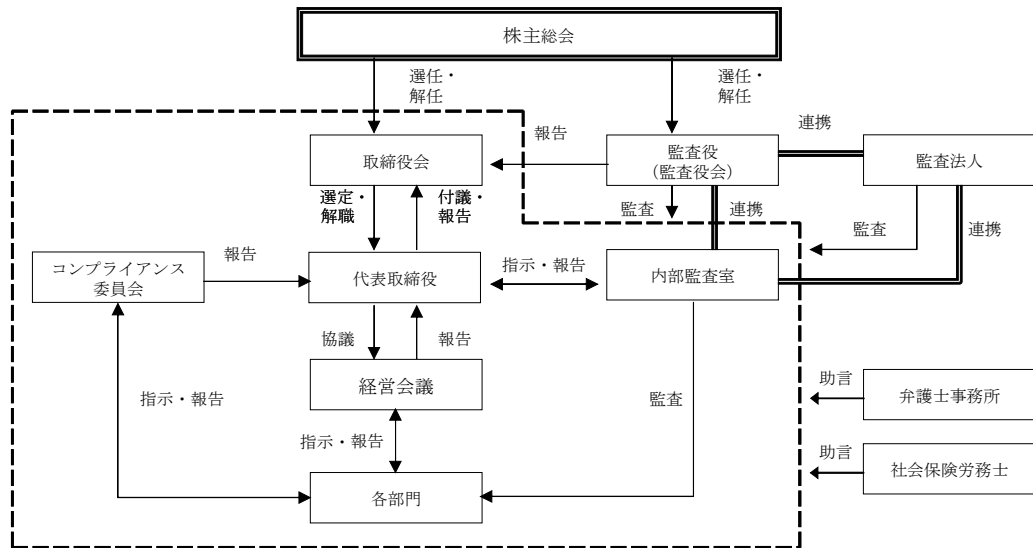 株主総会
選任・
解任
選任・
解任
取締役会
報告
監査役
（監査役会）
連携
監査法人
選定・
解職
付議・
報告
監査
連携
監査
連携
コンプライアンス
委員会
報告
代表取締役
指示・報告
内部監査室
協議
報告
経営会議
助言
弁護士事務所
指示・報告
監査
指示・報告
助言
社会保険労務士
各部門